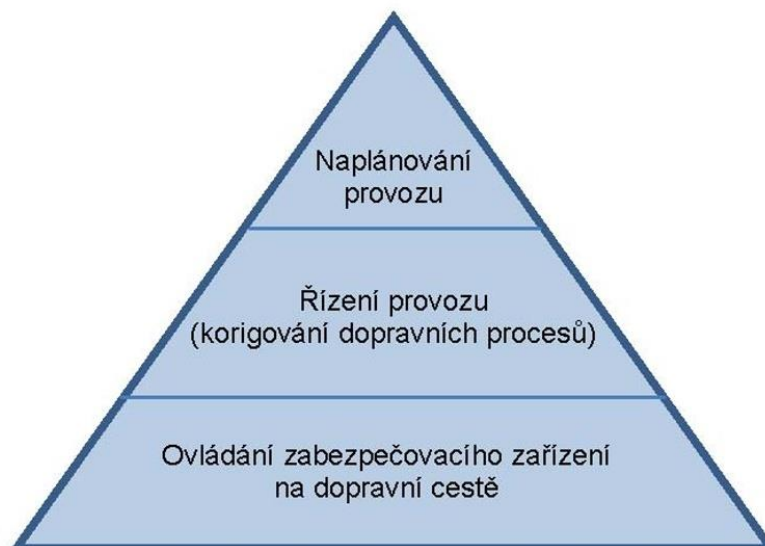 Naplánování
provozu
Řízení provozu
(korigování dopravních procesů)
Ovládání zabezpečovacího zařízení
na dopravní cestě